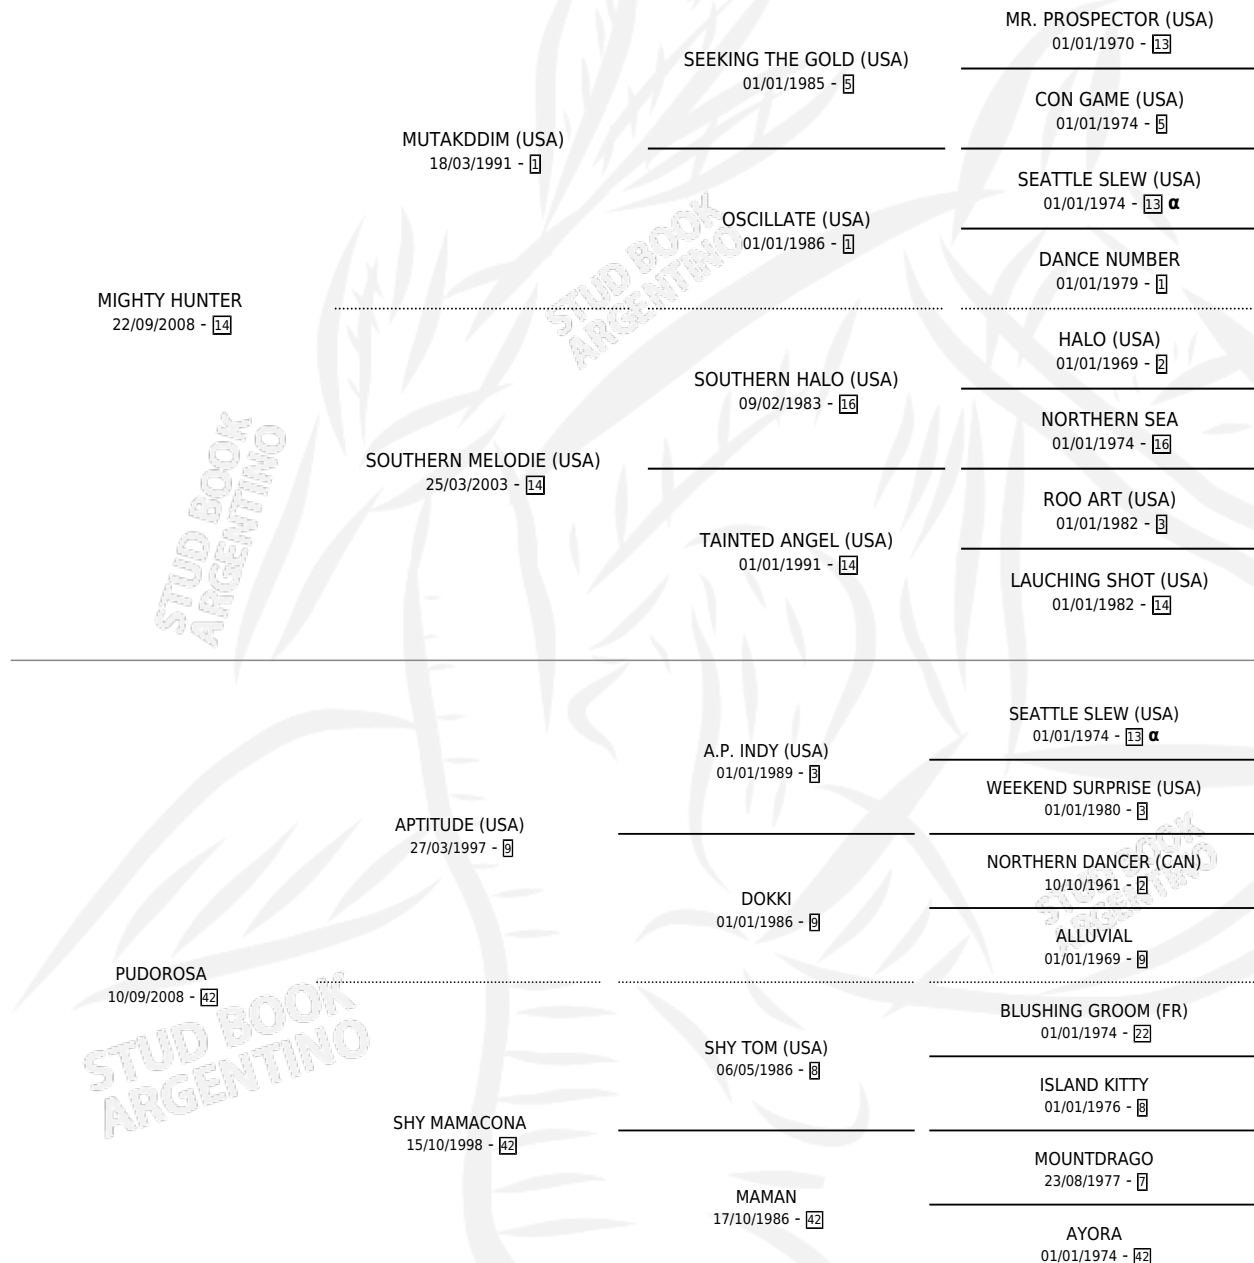 MR. PROSPECTOR (USA)
01/01/1970 - 13
SEEKING THE GOLD (USA)
01/01/1985 - 5
CON GAME (USA)
01/01/1974 - 5
MUTAKDDIM (USA)
18/03/1991 - 1
SEATTLE SLEW (USA)
01/01/1974 - 13 α
OSCILLATE (USA)
01/01/1986 - 1
DANCE NUMBER
01/01/1979 - 1
STUD BOOK
ARGENTINO
MIGHTY HUNTER
22/09/2008 - 14
HALO (USA)
01/01/1969 - 2
SOUTHERN HALO (USA)
09/02/1983 - 16
NORTHERN SEA
01/01/1974 - 16
SOUTHERN MELODIE (USA)
25/03/2003 - 14
ROO ART (USA)
01/01/1982 - 3
TAINTED ANGEL (USA)
01/01/1991 - 14
LAUCHING SHOT (USA)
01/01/1982 - 14
STUD BOOK
ARGENTINO
SEATTLE SLEW (USA)
01/01/1974 - 13 α
A.P. INDY (USA)
01/01/1989 - 3
WEEKEND SURPRISE (USA)
01/01/1980 - 3
APTITUDE (USA)
27/03/1997 - 9
NORTHERN DANCER (CAN)
10/10/1961 - 2
DOKKI
01/01/1986 - 9
ALLUVIAL
01/01/1969 - 9
STUD BOOK
ARGENTINO
PUDOROSA
10/09/2008 - 42
BLUSHING GROOM (FR)
01/01/1974 - 22
SHY TOM (USA)
06/05/1986 - 8
ISLAND KITTY
01/01/1976 - 8
SHY MAMACONA
15/10/1998 - 42
MOUNTDRAGO
23/08/1977 - 7
MAMAN
17/10/1986 - 42
AYORA
01/01/1974 - 42
STUD BOOK
ARGENTINO